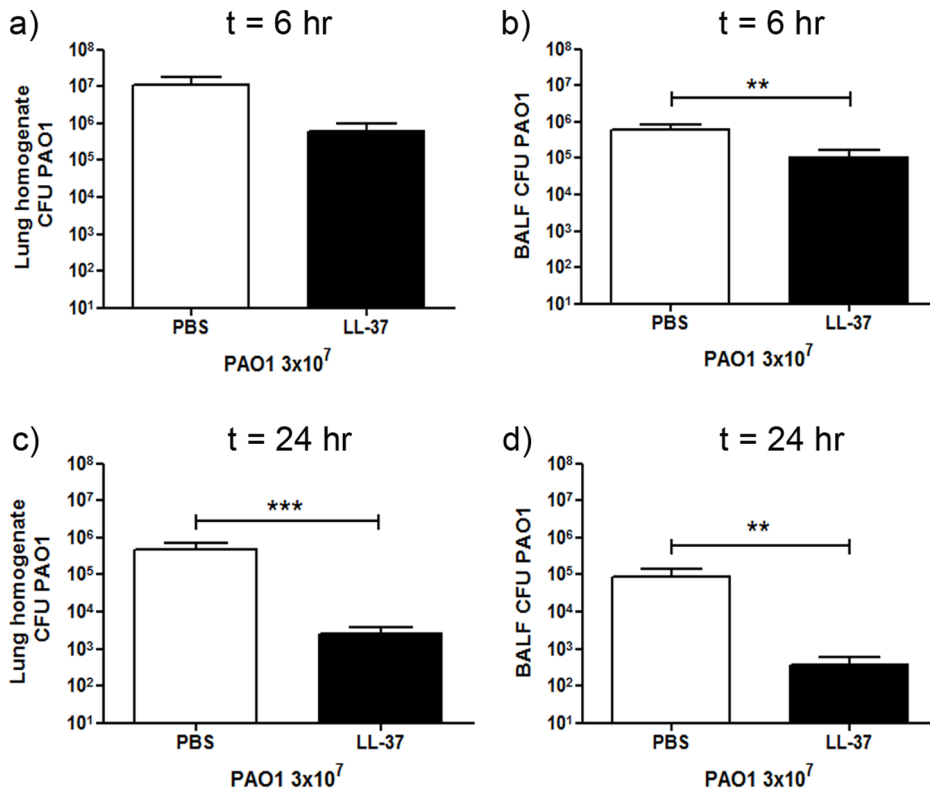 a)
t = 6 hr
Lung homogenate
CFU PAO1
10⁸
10⁷
10⁶
10⁵
10⁴
10³
10²
10¹
PBS
LL-37
PAO1 3x10⁷
b)
t = 6 hr
BALF CFU PAO1
10⁸
10⁷
10⁶
10⁵
10⁴
10³
10²
10¹
**
PBS
LL-37
PAO1 3x10⁷
c)
t = 24 hr
Lung homogenate
CFU PAO1
10⁸
10⁷
10⁶
10⁵
10⁴
10³
10²
10¹
***
PBS
LL-37
PAO1 3x10⁷
d)
t = 24 hr
BALF CFU PAO1
10⁸
10⁷
10⁶
10⁵
10⁴
10³
10²
10¹
**
PBS
LL-37
PAO1 3x10⁷